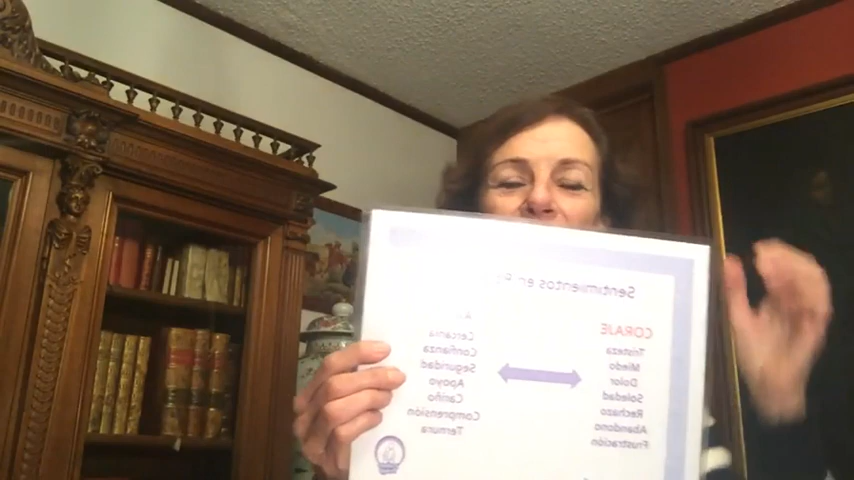 Sentimientos en
CORAJE
Tristeza
Miedo
Dolor
Soledad
Rechazo
Abandono
Frustración
Cercanía
Confianza
Seguridad
Apoyo
Cariño
Comprensión
Ternura